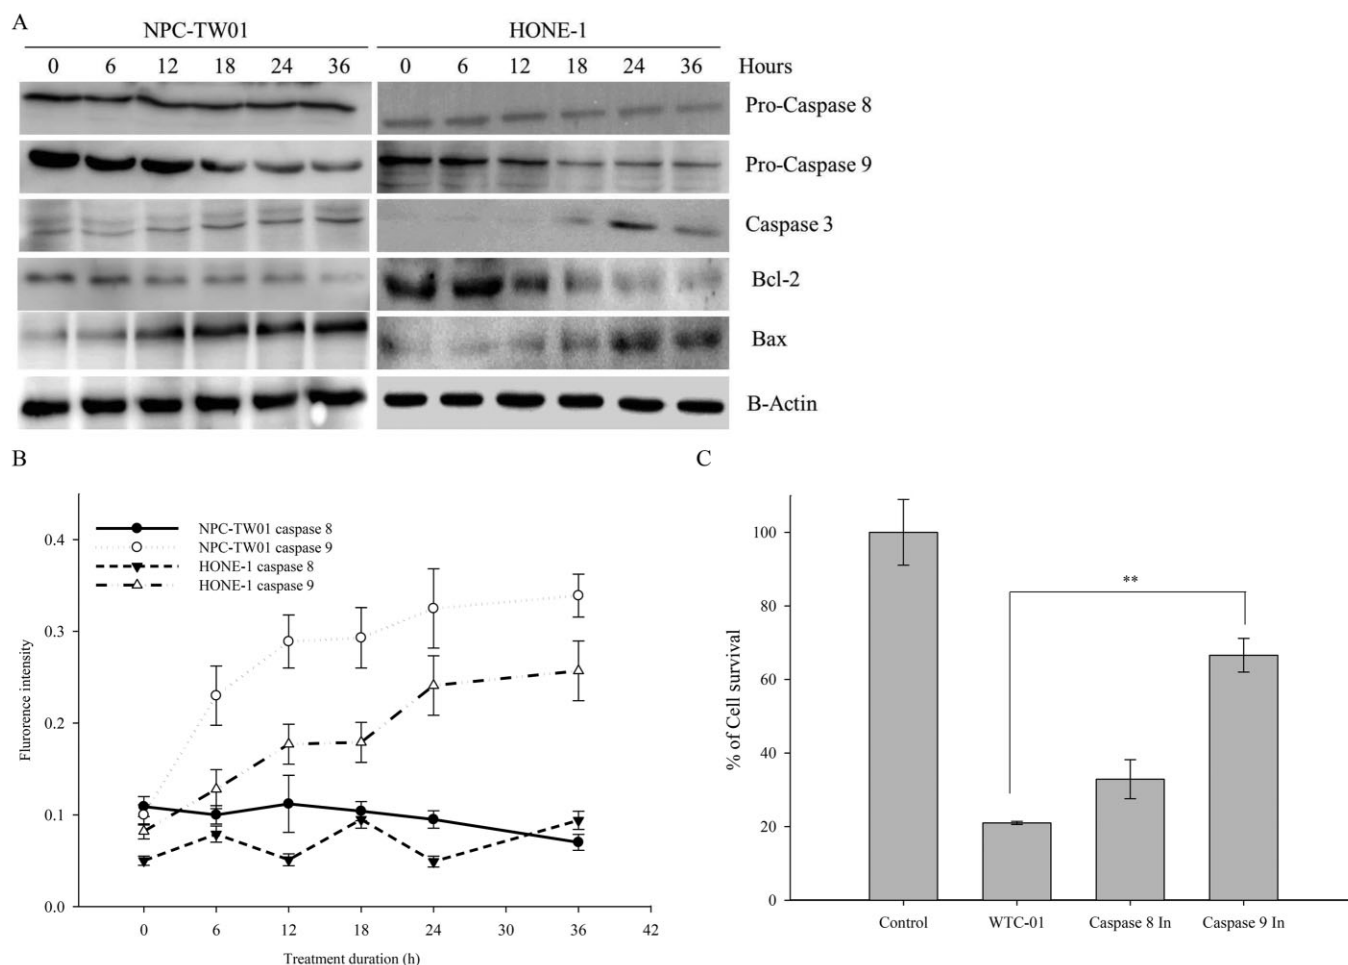 A
NPC-TW01 HONE-1
0 6 12 18 24 36 0 6 12 18 24 36 Hours
Pro-Caspase 8
Pro-Caspase 9
Caspase 3
Bcl-2
Bax
B-Actin
B
Flurorence intensity
0.4
0.3
0.2
0.1
0.0
NPC-TW01 caspase 8
NPC-TW01 caspase 9
HONE-1 caspase 8
HONE-1 caspase 9
0 6 12 18 24 30 36 42
Treatment duration (h)
C
% of Cell survival
100
80
60
40
20
0
**
Control WTC-01 Caspase 8 In Caspase 9 In